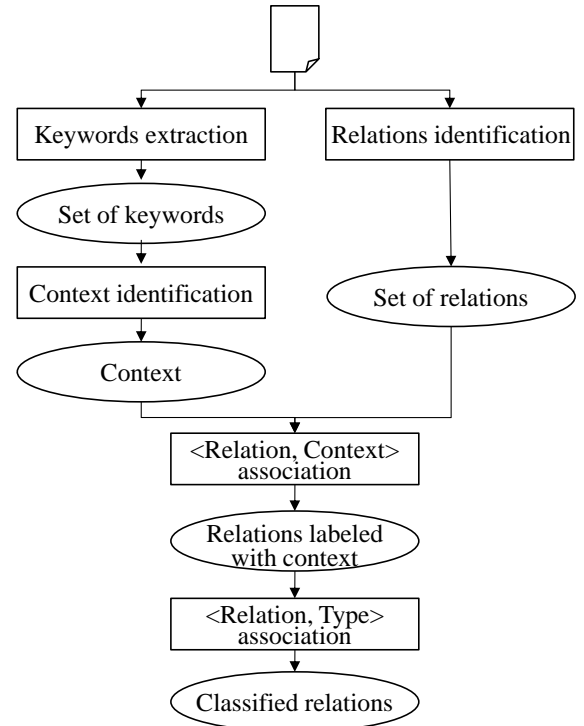 Keywords extraction
Relations identification
Set of keywords
Context identification
Set of relations
Context
<Relation, Context>
association
Relations labeled
with context
<Relation, Type>
association
Classified relations